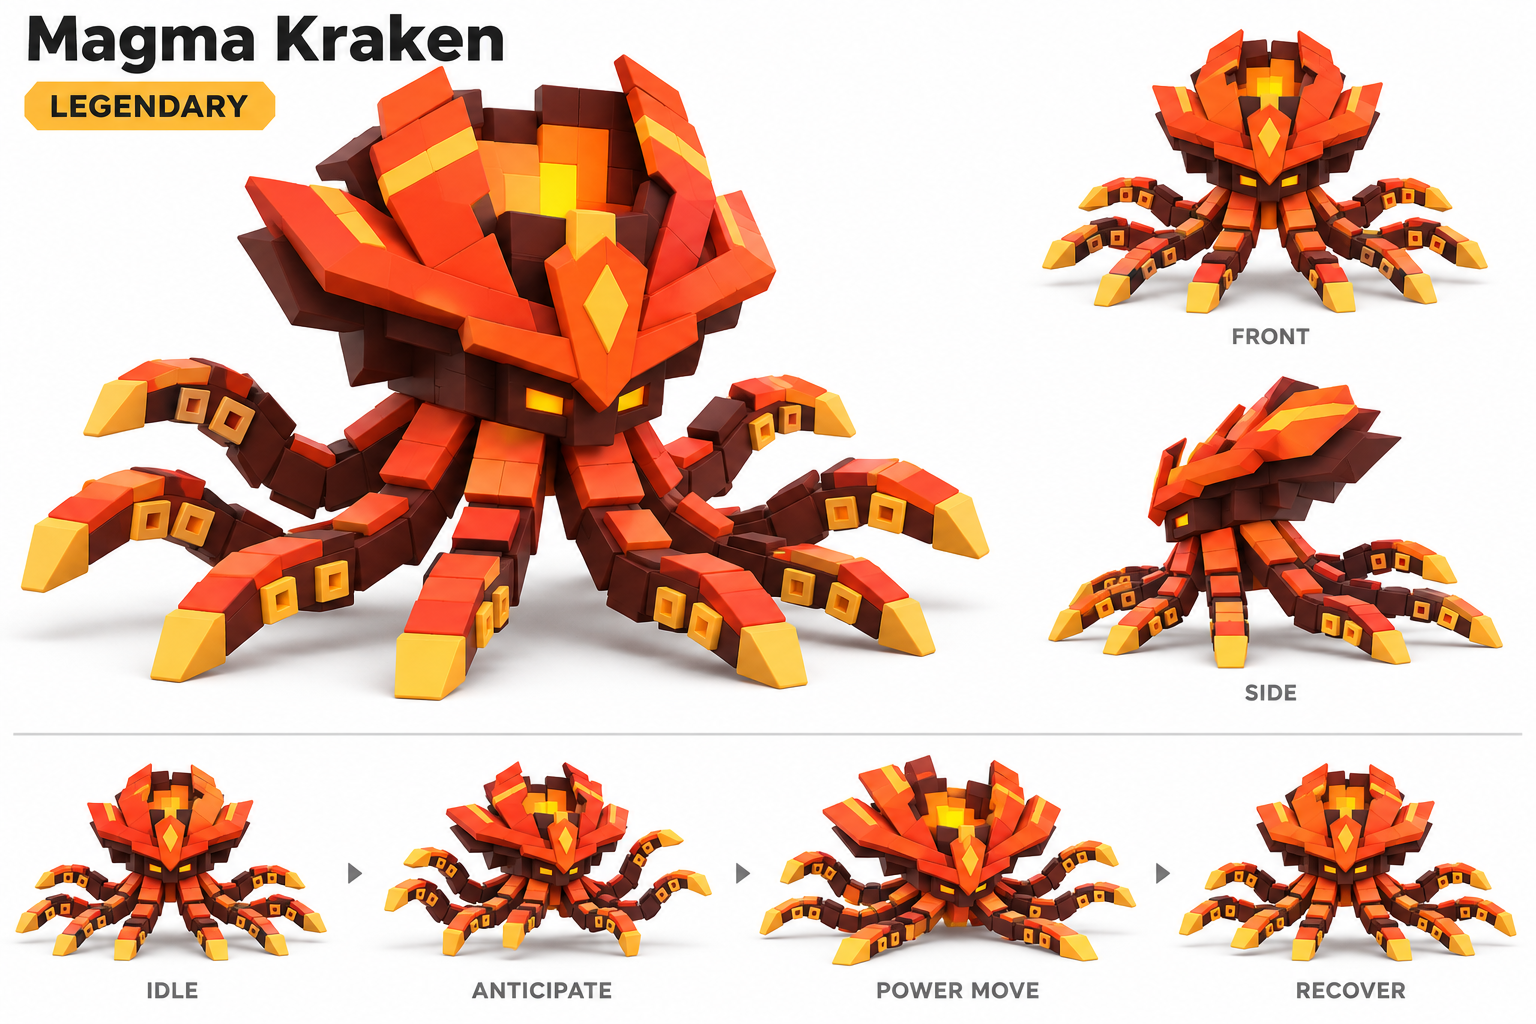 Magma Kraken
LEGENDARY
FRONT
SIDE
IDLE
ANTICIPATE
POWER MOVE
RECOVER